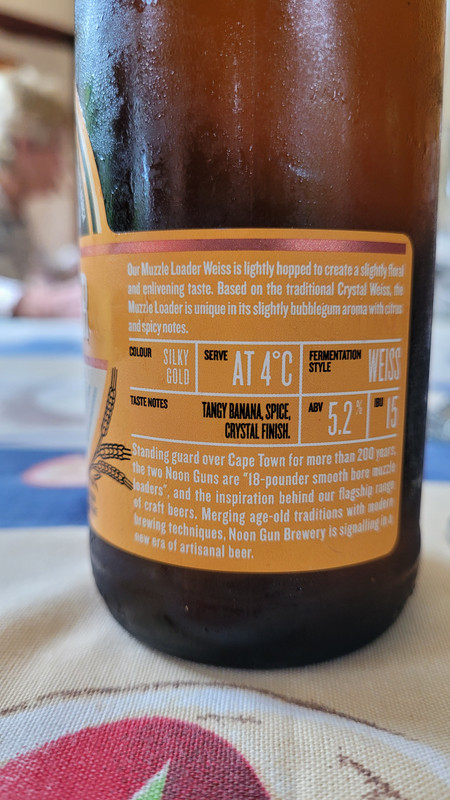 Our Muzzle Loader Weiss is lightly hopped to create a slightly floral
and enlivening taste. Based on the traditional Crystal Weiss, the
Muzzle Loader is unique in its slightly bubblegum aroma with citrus
and spicy notes.
COLOUR SILKY GOLD
SERVE AT 4°C
FERMENTATION STYLE WEISS
TASTE NOTES TANGY BANANA, SPICE,
CRYSTAL FINISH.
ABV 5.2%
IBU 15
Standing guard over Cape Town for more than 200 years,
the two Noon Guns are "18-pounder smooth bore muzzle
loaders", and the inspiration behind our flagship range
of craft beers. Merging age-old traditions with modern
brewing techniques, Noon Gun Brewery is signalling in a
new era of artisanal beer.